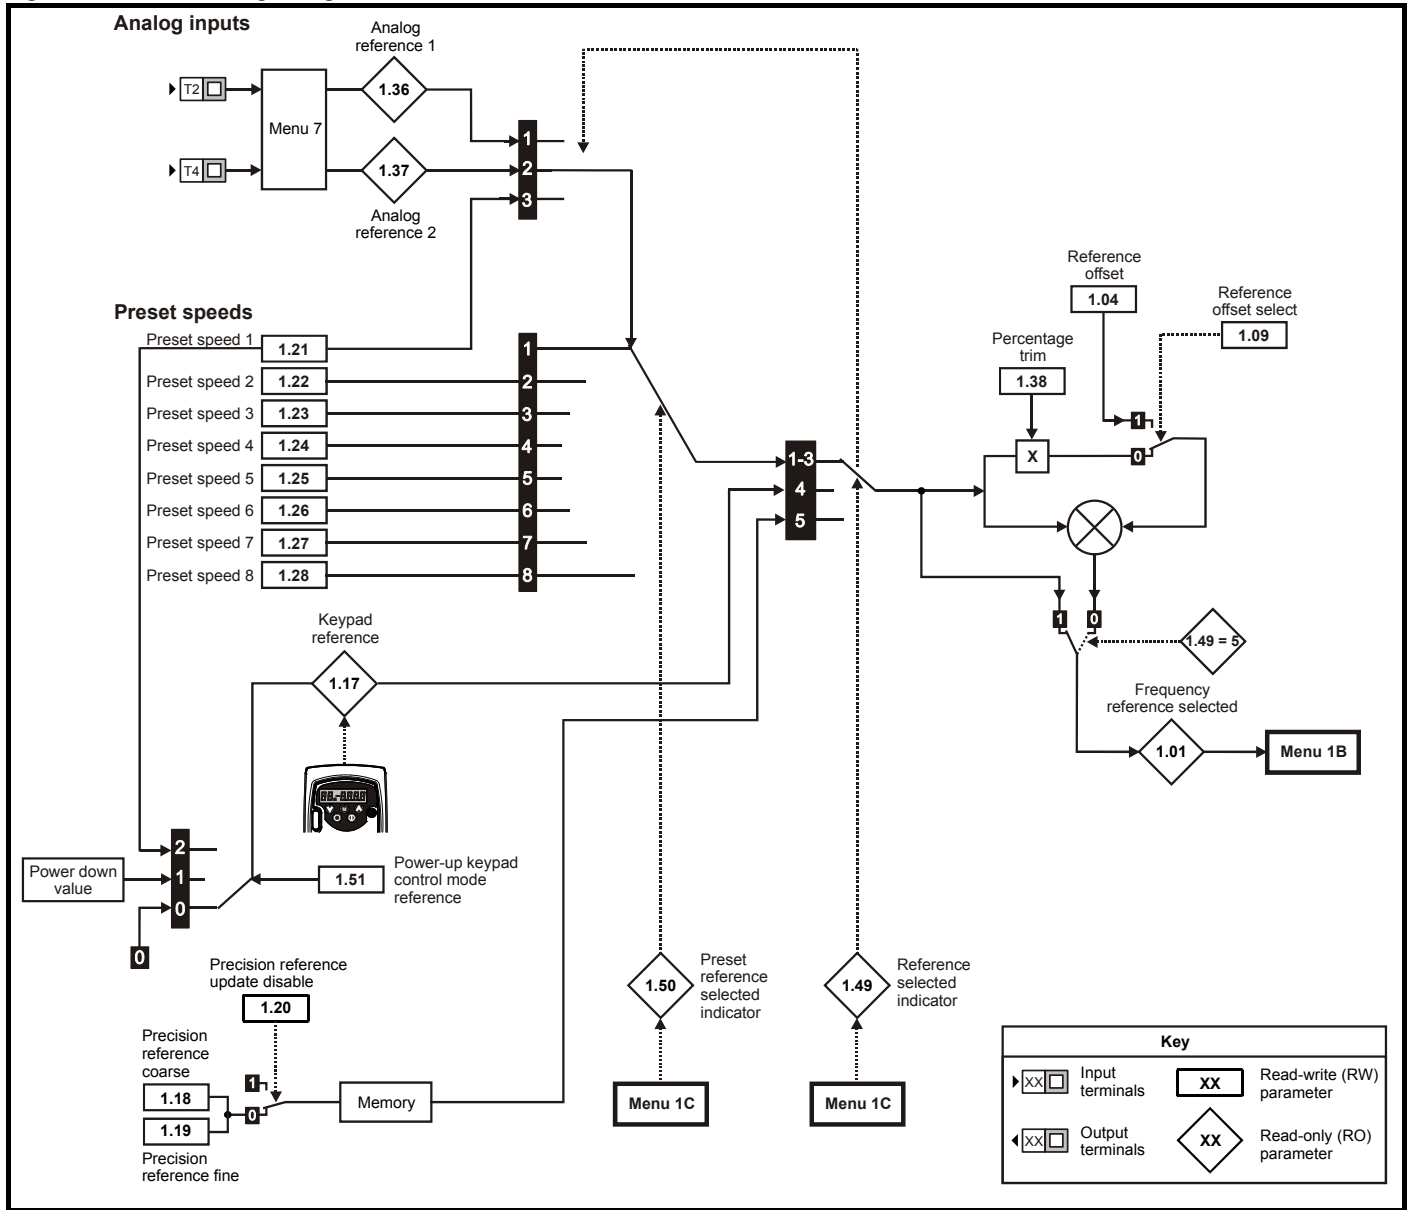 Analog inputs
Analog
reference 1
T2
1.36
Menu 7
T4
1.37
Analog
reference 2
1
2
3
Reference
offset
1.04
Reference
offset select
1.09
Percentage
trim
1.38
1
X
0
Preset speeds
Preset speed 1 1.21 1
Preset speed 2 1.22 2
Preset speed 3 1.23 3
Preset speed 4 1.24 4
Preset speed 5 1.25 5
Preset speed 6 1.26 6
Preset speed 7 1.27 7
Preset speed 8 1.28 8
1-3
4
5
1 0
1.49 = 5
Frequency
reference selected
1.01
Menu 1B
Keypad
reference
1.17
2
1
0
Power down
value
0
1.51
Power-up keypad
control mode
reference
Precision reference
update disable
1.20
Precision
reference
coarse
1.18
1.19
Precision
reference fine
1
0
Memory
1.50
Preset
reference
selected
indicator
Menu 1C
1.49
Reference
selected
indicator
Menu 1C
Key
XX
Input
terminals
XX
Read-write (RW)
parameter
XX
Output
terminals
XX
Read-only (RO)
parameter